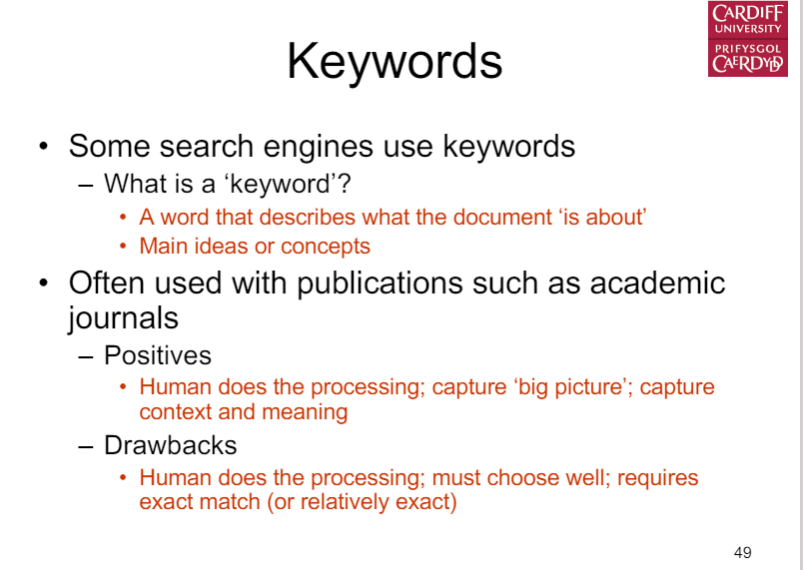 CARDIFF
UNIVERSITY
PRIFYSGOL
CAERDYDD
Keywords
• Some search engines use keywords
– What is a ‘keyword’?
• A word that describes what the document ‘is about’
• Main ideas or concepts
• Often used with publications such as academic
journals
– Positives
• Human does the processing; capture ‘big picture’; capture
context and meaning
– Drawbacks
• Human does the processing; must choose well; requires
exact match (or relatively exact)
49